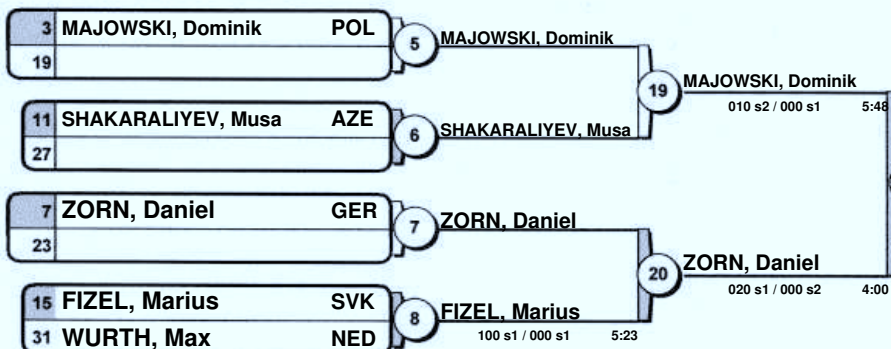 3 MAJOWSKI, Dominik POL
19
5 MAJOWSKI, Dominik
11 SHAKARALIYEV, Musa AZE
27
6 SHAKARALIYEV, Musa
19 MAJOWSKI, Dominik
010 s2 / 000 s1 5:48
7 ZORN, Daniel GER
23
7 ZORN, Daniel
15 FIZEL, Marius SVK
31 WURTH, Max NED
8 FIZEL, Marius
100 s1 / 000 s1 5:23
20 ZORN, Daniel
020 s1 / 000 s2 4:00